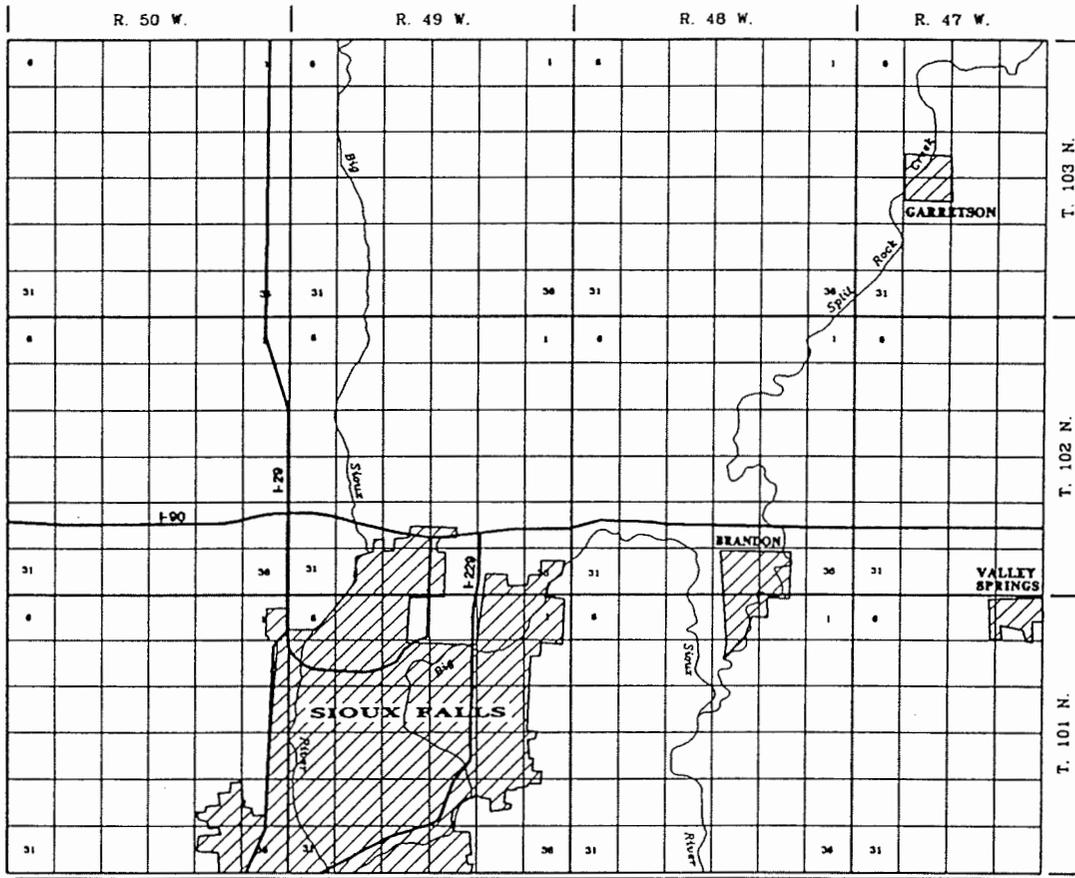 R. 50 W. R. 49 W. R. 48 W. R. 47 W.
6 1 6 1 6 1 6
Big
T. 103 N.
Creek
GARRETSON
Rock
Split
31 36 31 36 31 36 31
6 6 1 6 1 6
T. 102 N.
I-29
Sioux
I-90
BRANDON
31 36 31 I-229 36 31 36 31
VALLEY
SPRINGS
6 1 6 1 6 1 6
Sioux
Big
SIOUX FALLS
T. 101 N.
River
River
31 36 31 36 31 36 31